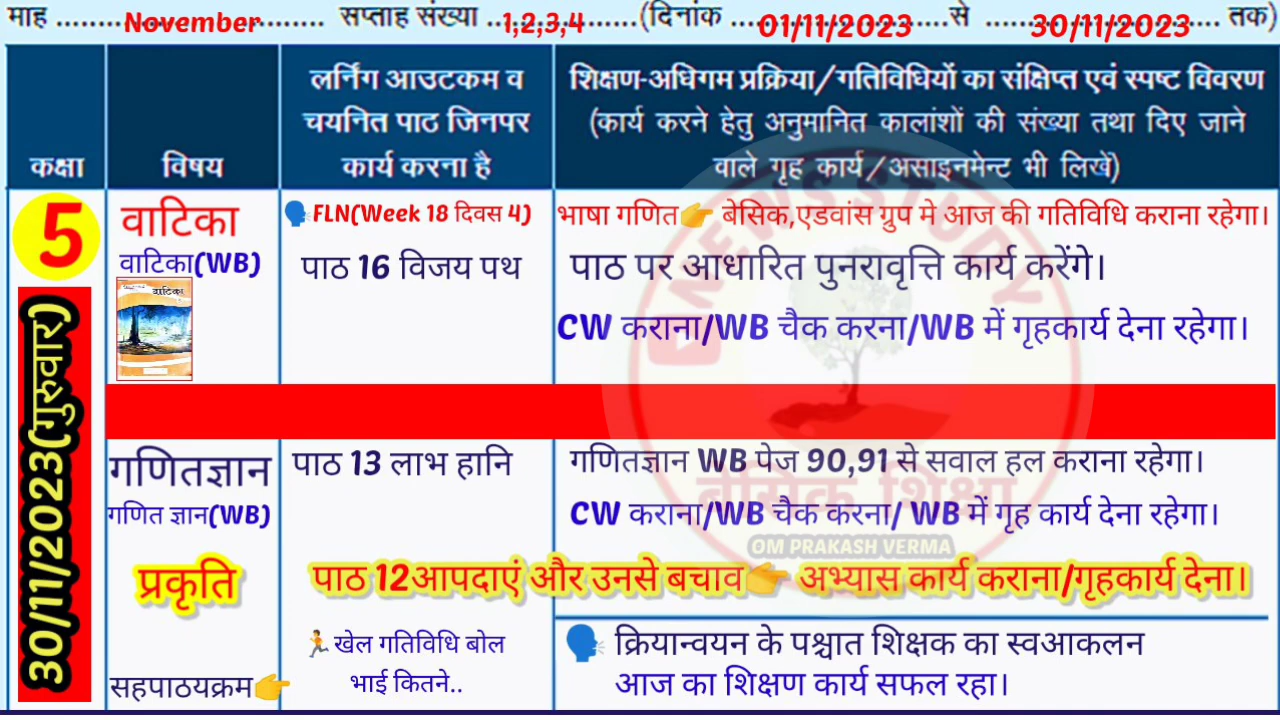 माह .................... सप्ताह संख्या ....................(दिनांक ....................से .................... तक)
November 1,2,3,4 01/11/2023 30/11/2023
कक्षा
विषय
लर्निंग आउटकम व
चयनित पाठ जिनपर
कार्य करना है
शिक्षण-अधिगम प्रक्रिया/गतिविधियों का संक्षिप्त एवं स्पष्ट विवरण
(कार्य करने हेतु अनुमानित कालांशों की संख्या तथा दिए जाने
वाले गृह कार्य/असाइनमेन्ट भी लिखें)
5
30/11/2023(गुरुवार)
वाटिका
🗣️FLN(Week 18 दिवस 4)
भाषा गणित👉 बेसिक,एडवांस ग्रुप मे आज की गतिविधि कराना रहेगा।
वाटिका(WB)
पाठ 16 विजय पथ
पाठ पर आधारित पुनरावृत्ति कार्य करेंगे।
वाटिका
CW कराना/WB चैक करना/WB में गृहकार्य देना रहेगा।
NEWS STUDY
गणितज्ञान
पाठ 13 लाभ हानि
गणितज्ञान WB पेज 90,91 से सवाल हल कराना रहेगा।
बेसिक शिक्षा
गणित ज्ञान(WB)
CW कराना/WB चैक करना/ WB में गृह कार्य देना रहेगा।
OM PRAKASH VERMA
प्रकृति
पाठ 12आपदाएं और उनसे बचाव👉 अभ्यास कार्य कराना/गृहकार्य देना।
सहपाठयक्रम👉
🏃खेल गतिविधि बोल
भाई कितने..
🗣️ क्रियान्वयन के पश्चात शिक्षक का स्वआकलन
आज का शिक्षण कार्य सफल रहा।